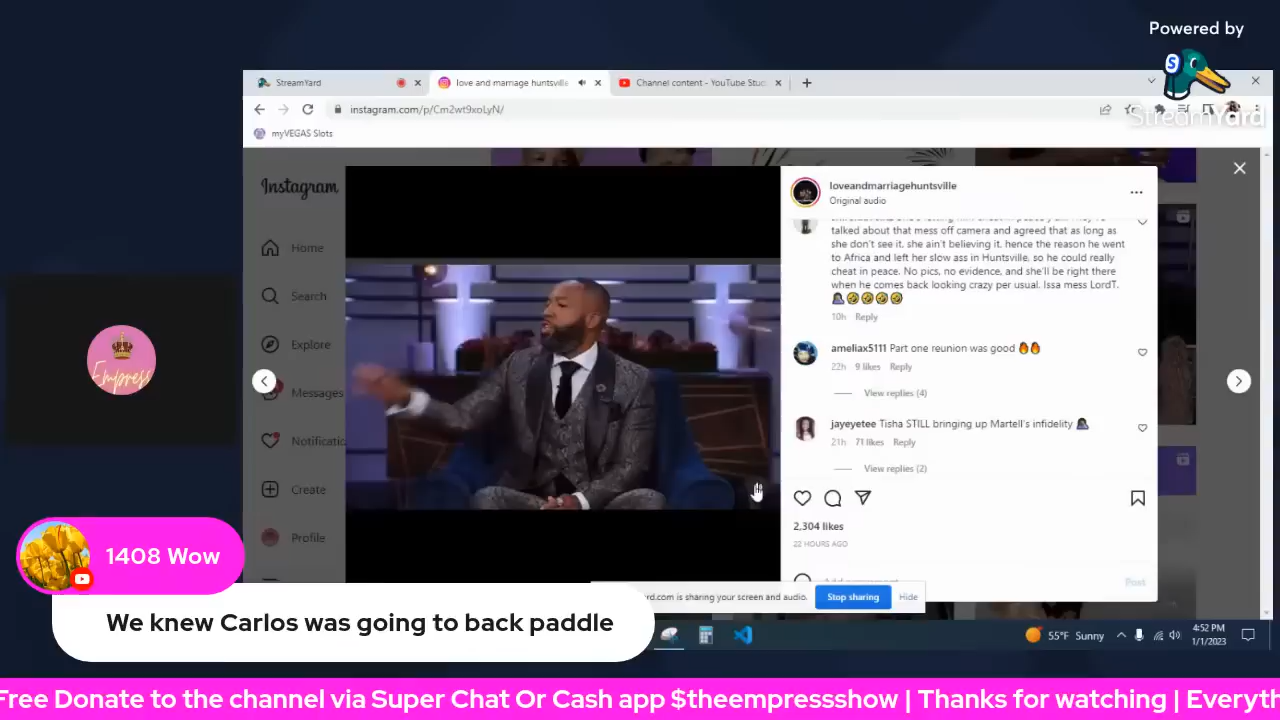 Powered by
StreamYard
StreamYard
love and marriage huntsville
Channel content - YouTube Stud
instagram.com/p/Cm2wt9xoLyN/
myVEGAS Slots
Instagram
loveandmarriagehuntsville
Original audio
•••
talked about that mess off camera and agreed that as long as
she don't see it, she ain't believing it, hence the reason he went
to Africa and left her slow ass in Huntsville, so he could really
cheat in peace. No pics, no evidence, and she'll be right there
when he comes back looking crazy per usual. Issa mess LordT.
🤦🏿‍♀️🤣🤣🤣🤣
10h Reply
ameliax5111 Part one reunion was good 🔥🔥
22h 9 likes Reply
View replies (4)
jayeyetee Tisha STILL bringing up Martell's infidelity 🤦🏿‍♀️
21h 71 likes Reply
View replies (2)
2,304 likes
22 HOURS AGO
Post
Home
Search
Explore
Messages
Notificatic
Create
Profile
Empress
rd.com is sharing your screen and audio.
Stop sharing
Hide
55°F Sunny
4:52 PM
1/1/2023
1408 Wow
We knew Carlos was going to back paddle
Free Donate to the channel via Super Chat Or Cash app $theempressshow | Thanks for watching | Everyth